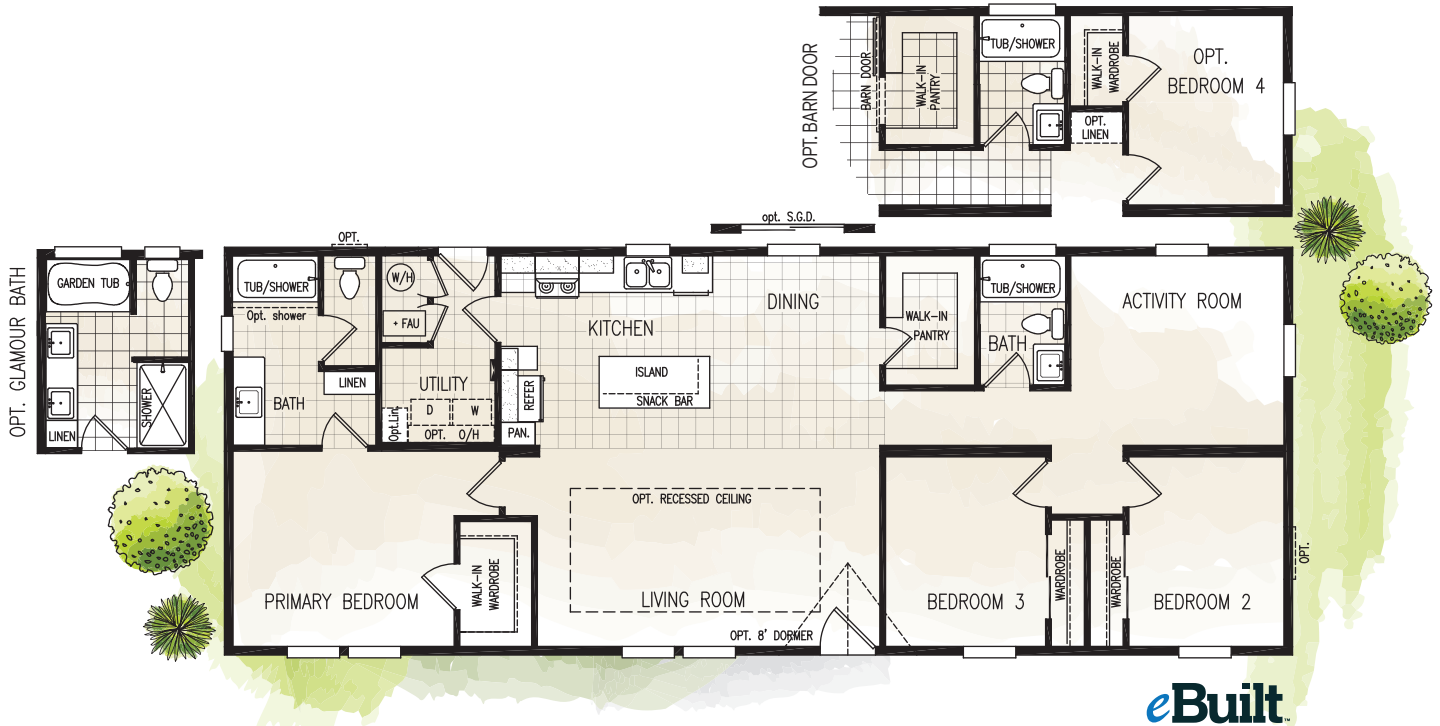 OPT. BARN DOOR
BARN DOOR
WALK-IN
PANTRY
TUB/SHOWER
WALK-IN
WARDROBE
OPT.
LINEN
OPT.
BEDROOM 4
opt. S.G.D.
OPT. GLAMOUR BATH
GARDEN TUB
SHOWER
LINEN
OPT.
TUB/SHOWER
Opt. shower
BATH
LINEN
W/H
+ FAU
UTILITY
Opt.Lin.
D
W
OPT. O/H
KITCHEN
REFER
PAN.
ISLAND
SNACK BAR
DINING
WALK-IN
PANTRY
TUB/SHOWER
BATH
ACTIVITY ROOM
PRIMARY BEDROOM
WALK-IN
WARDROBE
OPT. RECESSED CEILING
LIVING ROOM
OPT. 8' DORMER
BEDROOM 3
WARDROBE
WARDROBE
BEDROOM 2
OPT.
eBuilt™